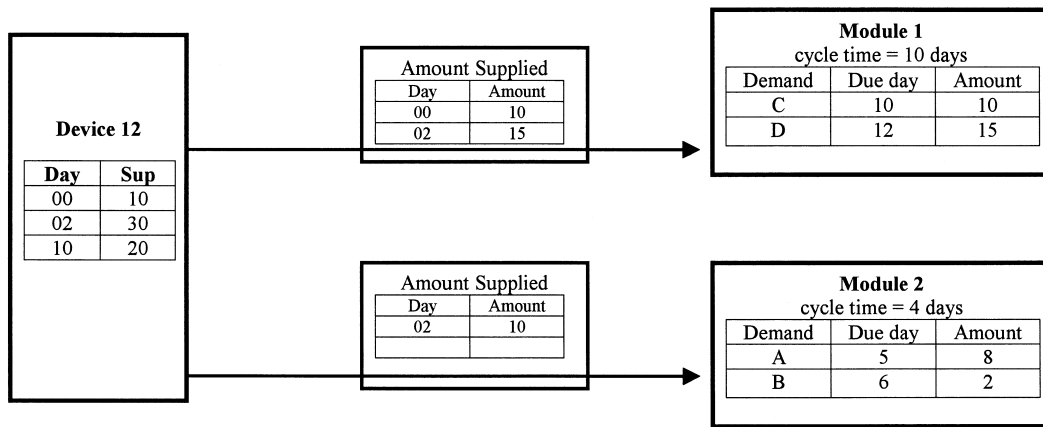 Device 12
Day Sup
00 10
02 30
10 20
Amount Supplied
Day Amount
00 10
02 15
Module 1
cycle time = 10 days
Demand Due day Amount
C 10 10
D 12 15
Amount Supplied
Day Amount
02 10
Module 2
cycle time = 4 days
Demand Due day Amount
A 5 8
B 6 2